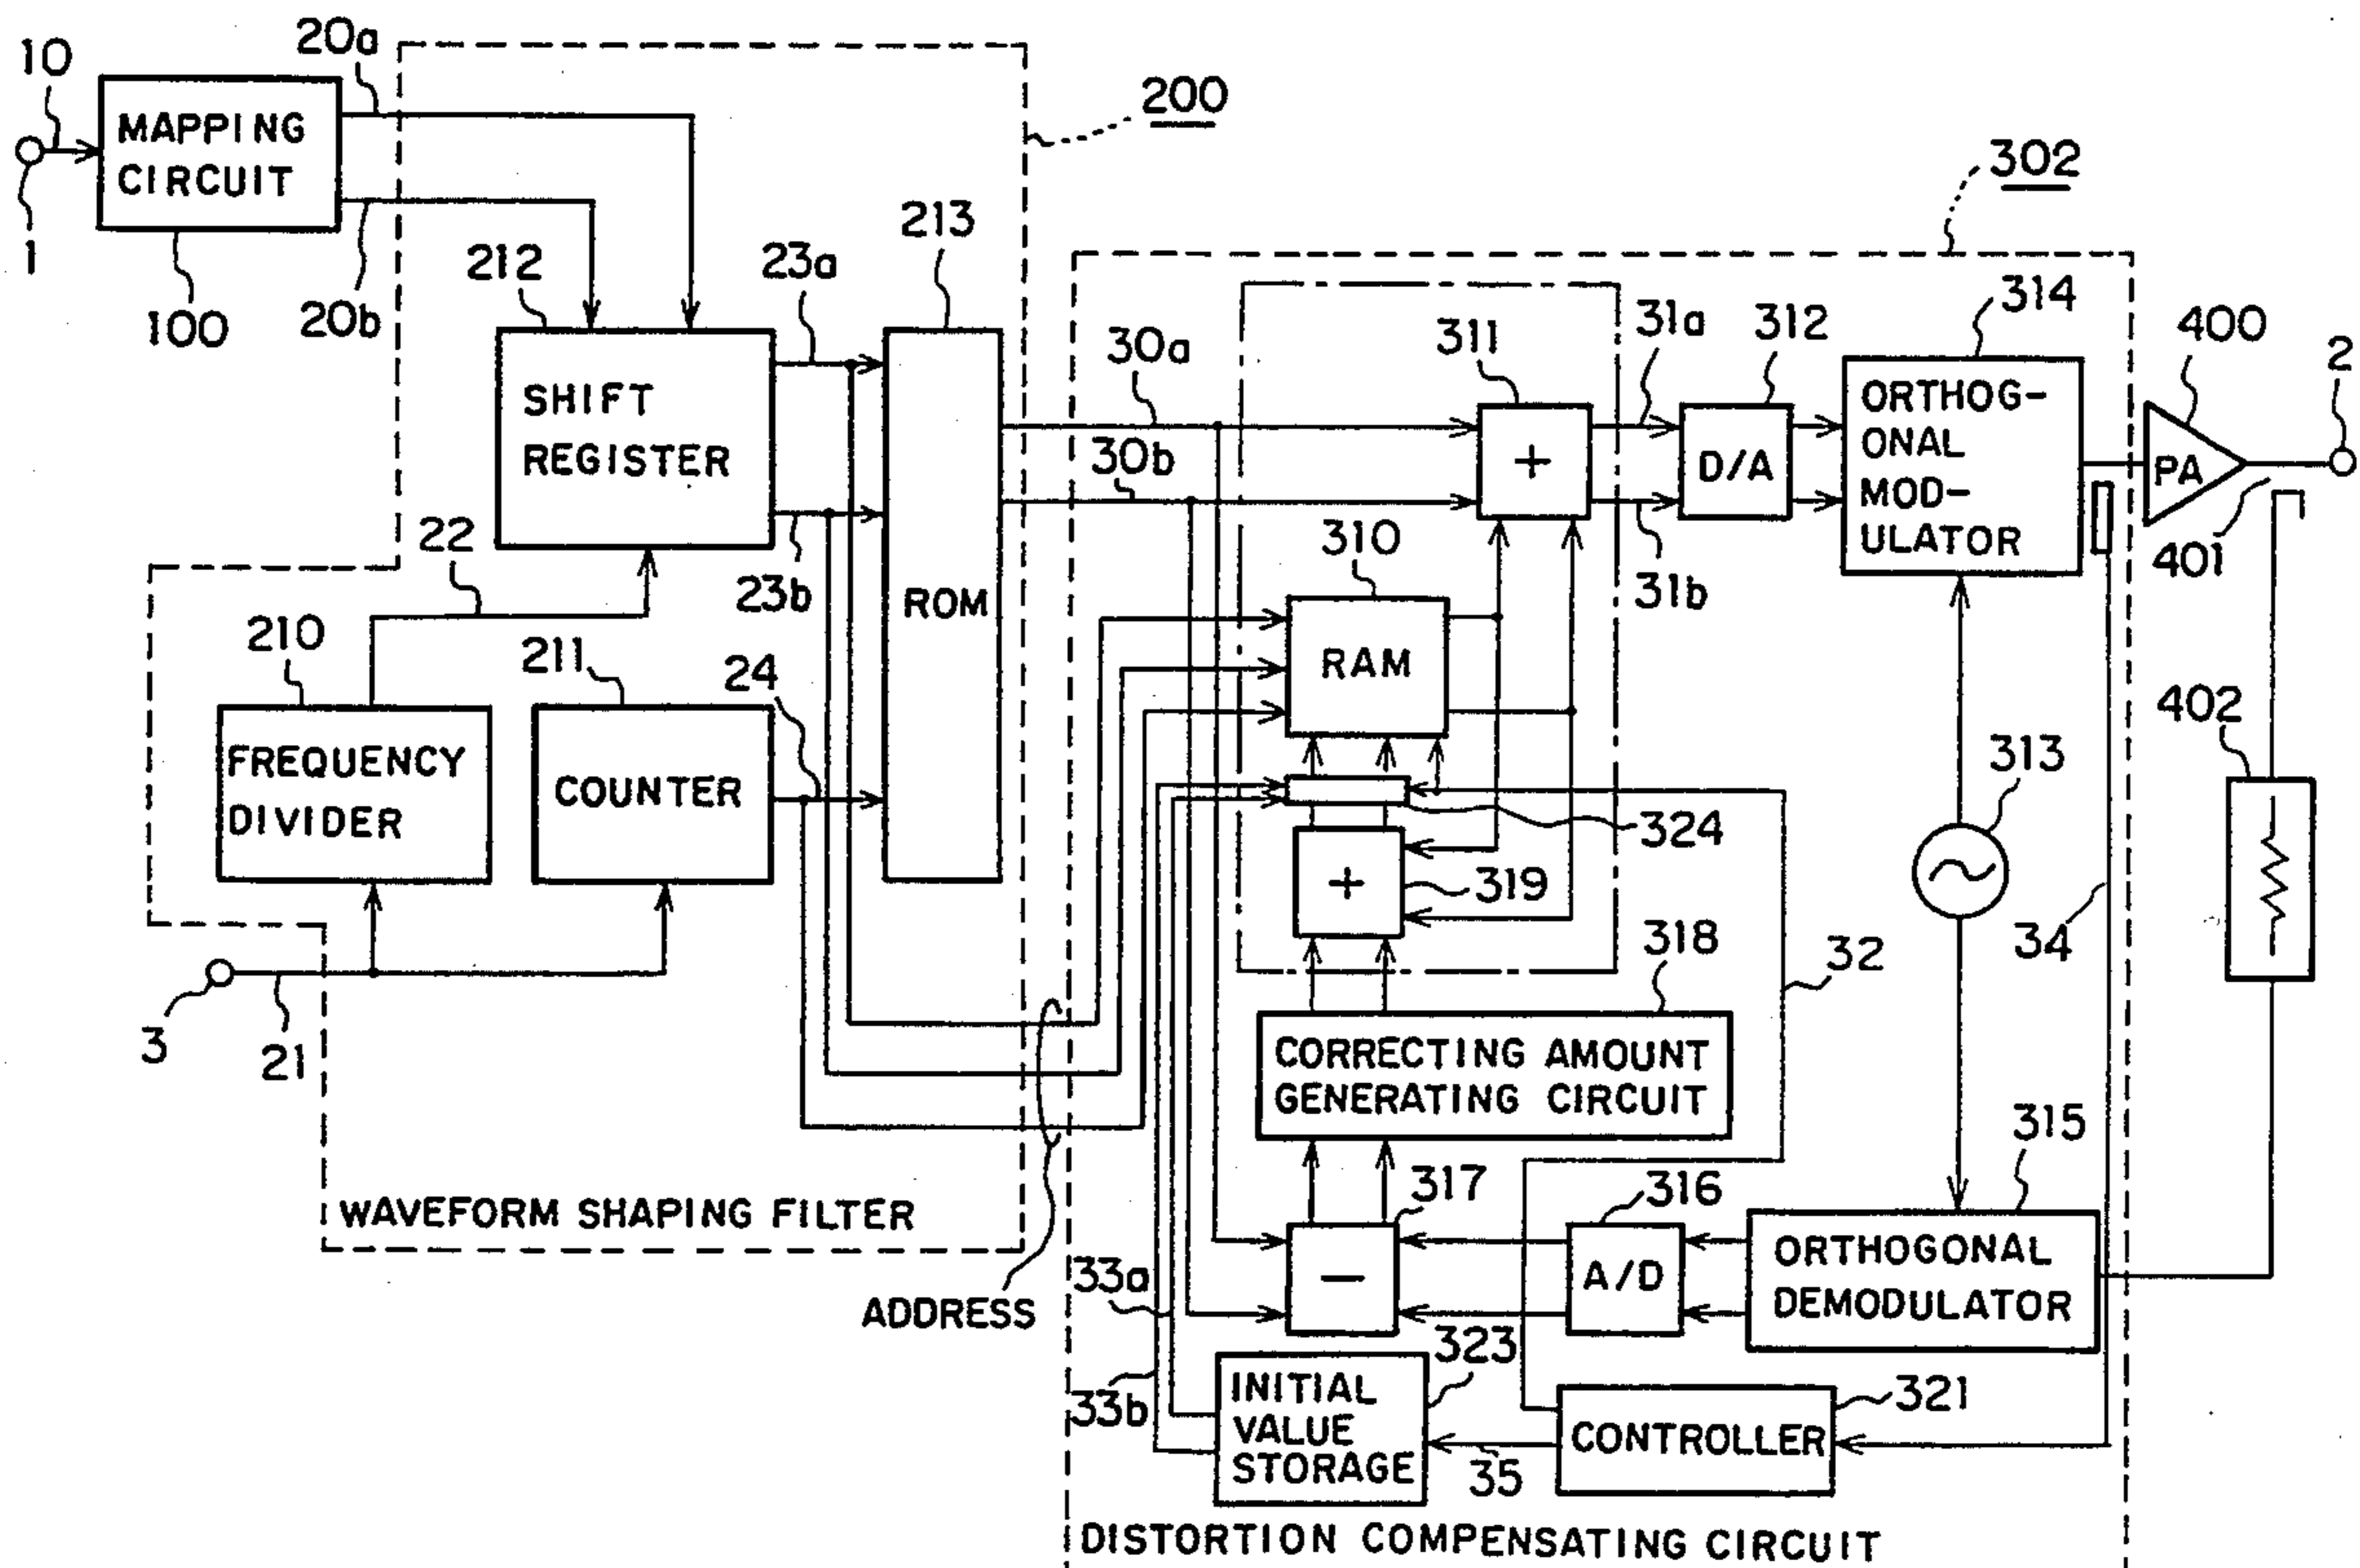 10
20a
MAPPING
CIRCUIT
1
100
20b
200
302
212
23a
213
SHIFT
REGISTER
22
23b
ROM
210
211
24
FREQUENCY
DIVIDER
COUNTER
3
21
WAVEFORM SHAPING FILTER
ADDRESS
30a
30b
311
+
31a
31b
312
D/A
314
ORTHOG-
ONAL
MOD-
ULATOR
400
PA
2
401
310
RAM
324
+
319
313
402
34
32
318
CORRECTING AMOUNT
GENERATING CIRCUIT
315
317
316
−
A/D
ORTHOGONAL
DEMODULATOR
33a
33b
323
INITIAL
VALUE
STORAGE
35
321
CONTROLLER
DISTORTION COMPENSATING CIRCUIT